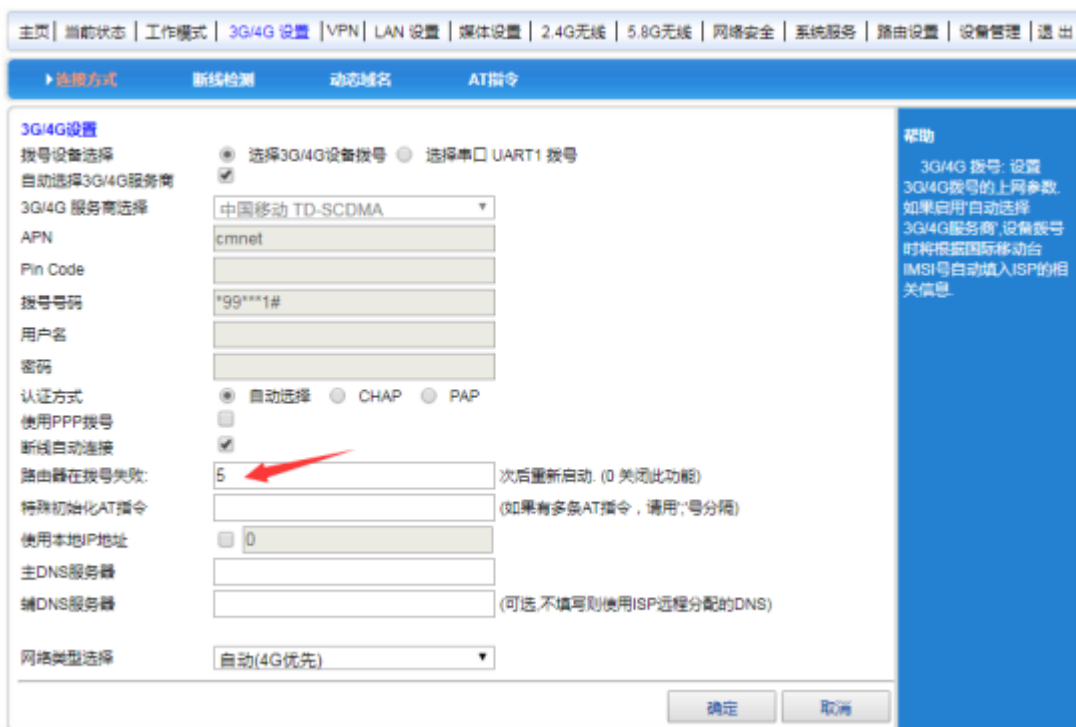 主页| 当前状态 | 工作模式 | 3G/4G 设置 |VPN| LAN 设置 | 媒体设置 | 2.4G无线 | 5.8G无线 | 网络安全 | 系统服务 | 路由设置 | 设备管理 |退 出
连接方式 断线检测 动态域名 AT指令
3G/4G设置
拨号设备选择 选择3G/4G设备拨号 选择串口 UART1 拨号
自动选择3G/4G服务商
3G/4G 服务商选择 中国移动 TD-SCDMA
APN cmnet
Pin Code
拨号号码 *99***1#
用户名
密码
认证方式 自动选择 CHAP PAP
使用PPP拨号
断线自动连接
路由器在拨号失败: 5 次后重新启动. (0 关闭此功能)
特殊初始化AT指令 (如果有多条AT指令，请用';'号分隔)
使用本地IP地址 0
主DNS服务器
辅DNS服务器 (可选,不填写则使用ISP远程分配的DNS)
网络类型选择 自动(4G优先)
确定 取消
帮助
3G/4G 拨号: 设置
3G/4G拨号的上网参数.
如果启用'自动选择
3G/4G服务商',设备拨号
时将根据国际移动台
IMSI号自动填入ISP的相
关信息.